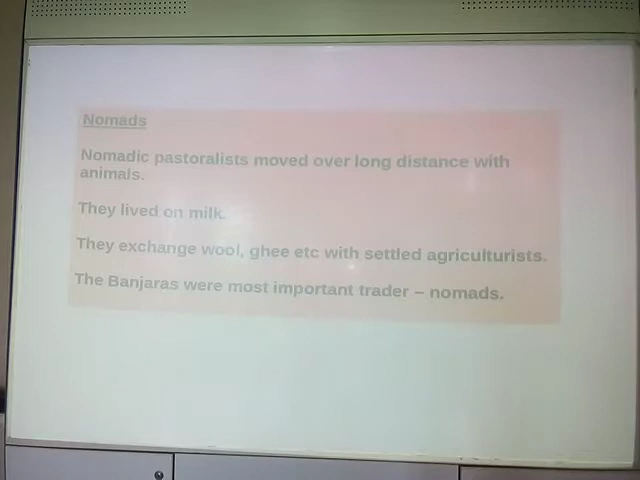 Nomads
Nomadic pastoralists moved over long distance with
animals.
They lived on milk.
They exchange wool, ghee etc with settled agriculturists.
The Banjaras were most important trader – nomads.